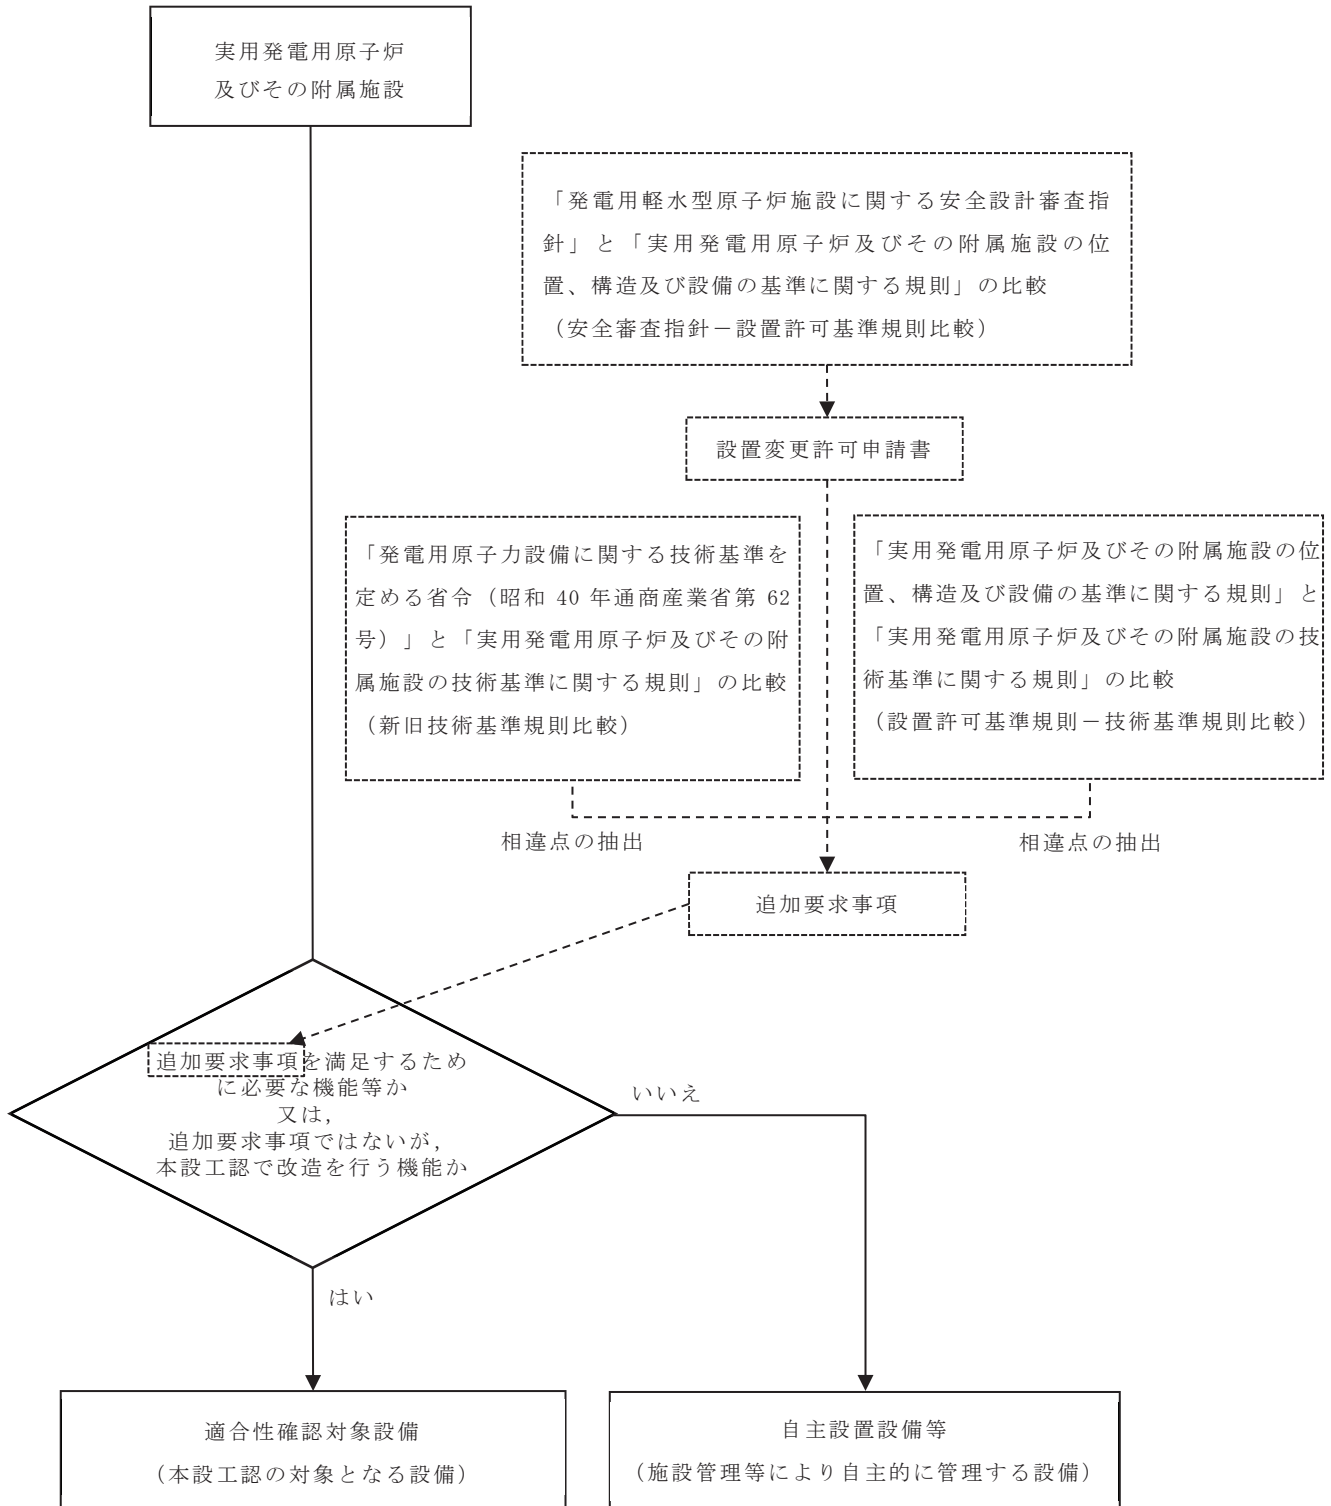 実用発電用原子炉
及びその附属施設
「発電用軽水型原子炉施設に関する安全設計審査指
針」と「実用発電用原子炉及びその附属施設の位
置、構造及び設備の基準に関する規則」の比較
（安全審査指針－設置許可基準規則比較）
設置変更許可申請書
「発電用原子力設備に関する技術基準を
定める省令（昭和 40 年通商産業省第 62
号）」と「実用発電用原子炉及びその附
属施設の技術基準に関する規則」の比較
（新旧技術基準規則比較）
「実用発電用原子炉及びその附属施設の位
置、構造及び設備の基準に関する規則」と
「実用発電用原子炉及びその附属施設の技
術基準に関する規則」の比較
（設置許可基準規則－技術基準規則比較）
相違点の抽出
相違点の抽出
追加要求事項
追加要求事項を満足するため
に必要な機能等か
又は,
追加要求事項ではないが,
本設工認で改造を行う機能か
いいえ
はい
適合性確認対象設備
（本設工認の対象となる設備）
自主設置設備等
（施設管理等により自主的に管理する設備）